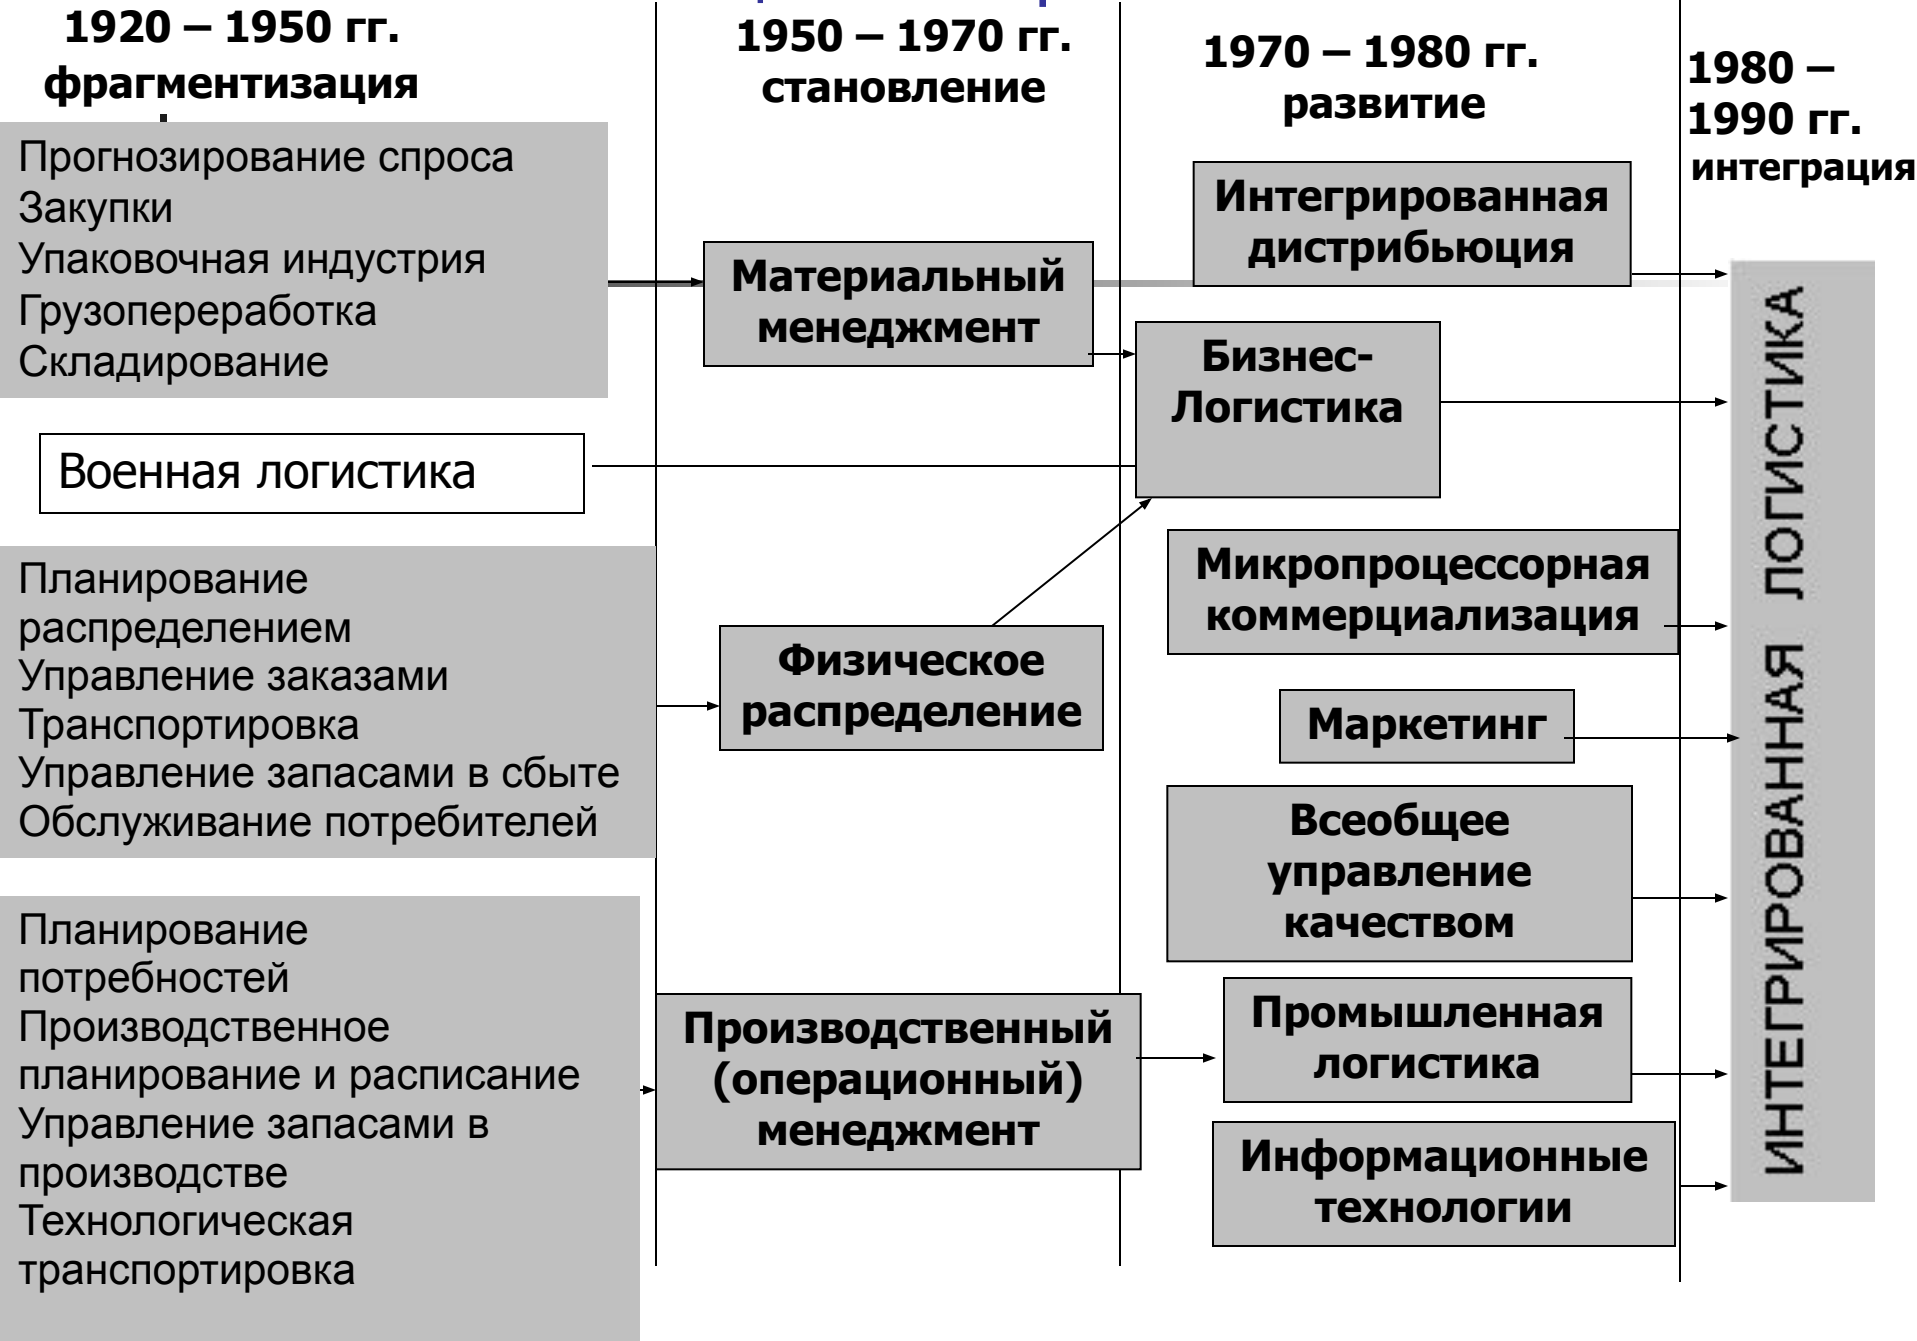 1920 – 1950 гг.
фрагментизация
Прогнозирование спроса
Закупки
Упаковочная индустрия
Грузопереработка
Складирование
Военная логистика
Планирование
распределением
Управление заказами
Транспортировка
Управление запасами в сбыте
Обслуживание потребителей
Планирование
потребностей
Производственное
планирование и расписание
Управление запасами в
производстве
Технологическая
транспортировка
1950 – 1970 гг.
становление
Материальный
менеджмент
Физическое
распределение
Производственный
(операционный)
менеджмент
1970 – 1980 гг.
развитие
Интегрированная
дистрибьюция
Бизнес-
Логистика
Микропроцессорная
коммерциализация
Маркетинг
Всеобщее
управление
качеством
Промышленная
логистика
Информационные
технологии
1980 –
1990 гг.
интеграция
ИНТЕГРИРОВАННАЯ ЛОГИСТИКА